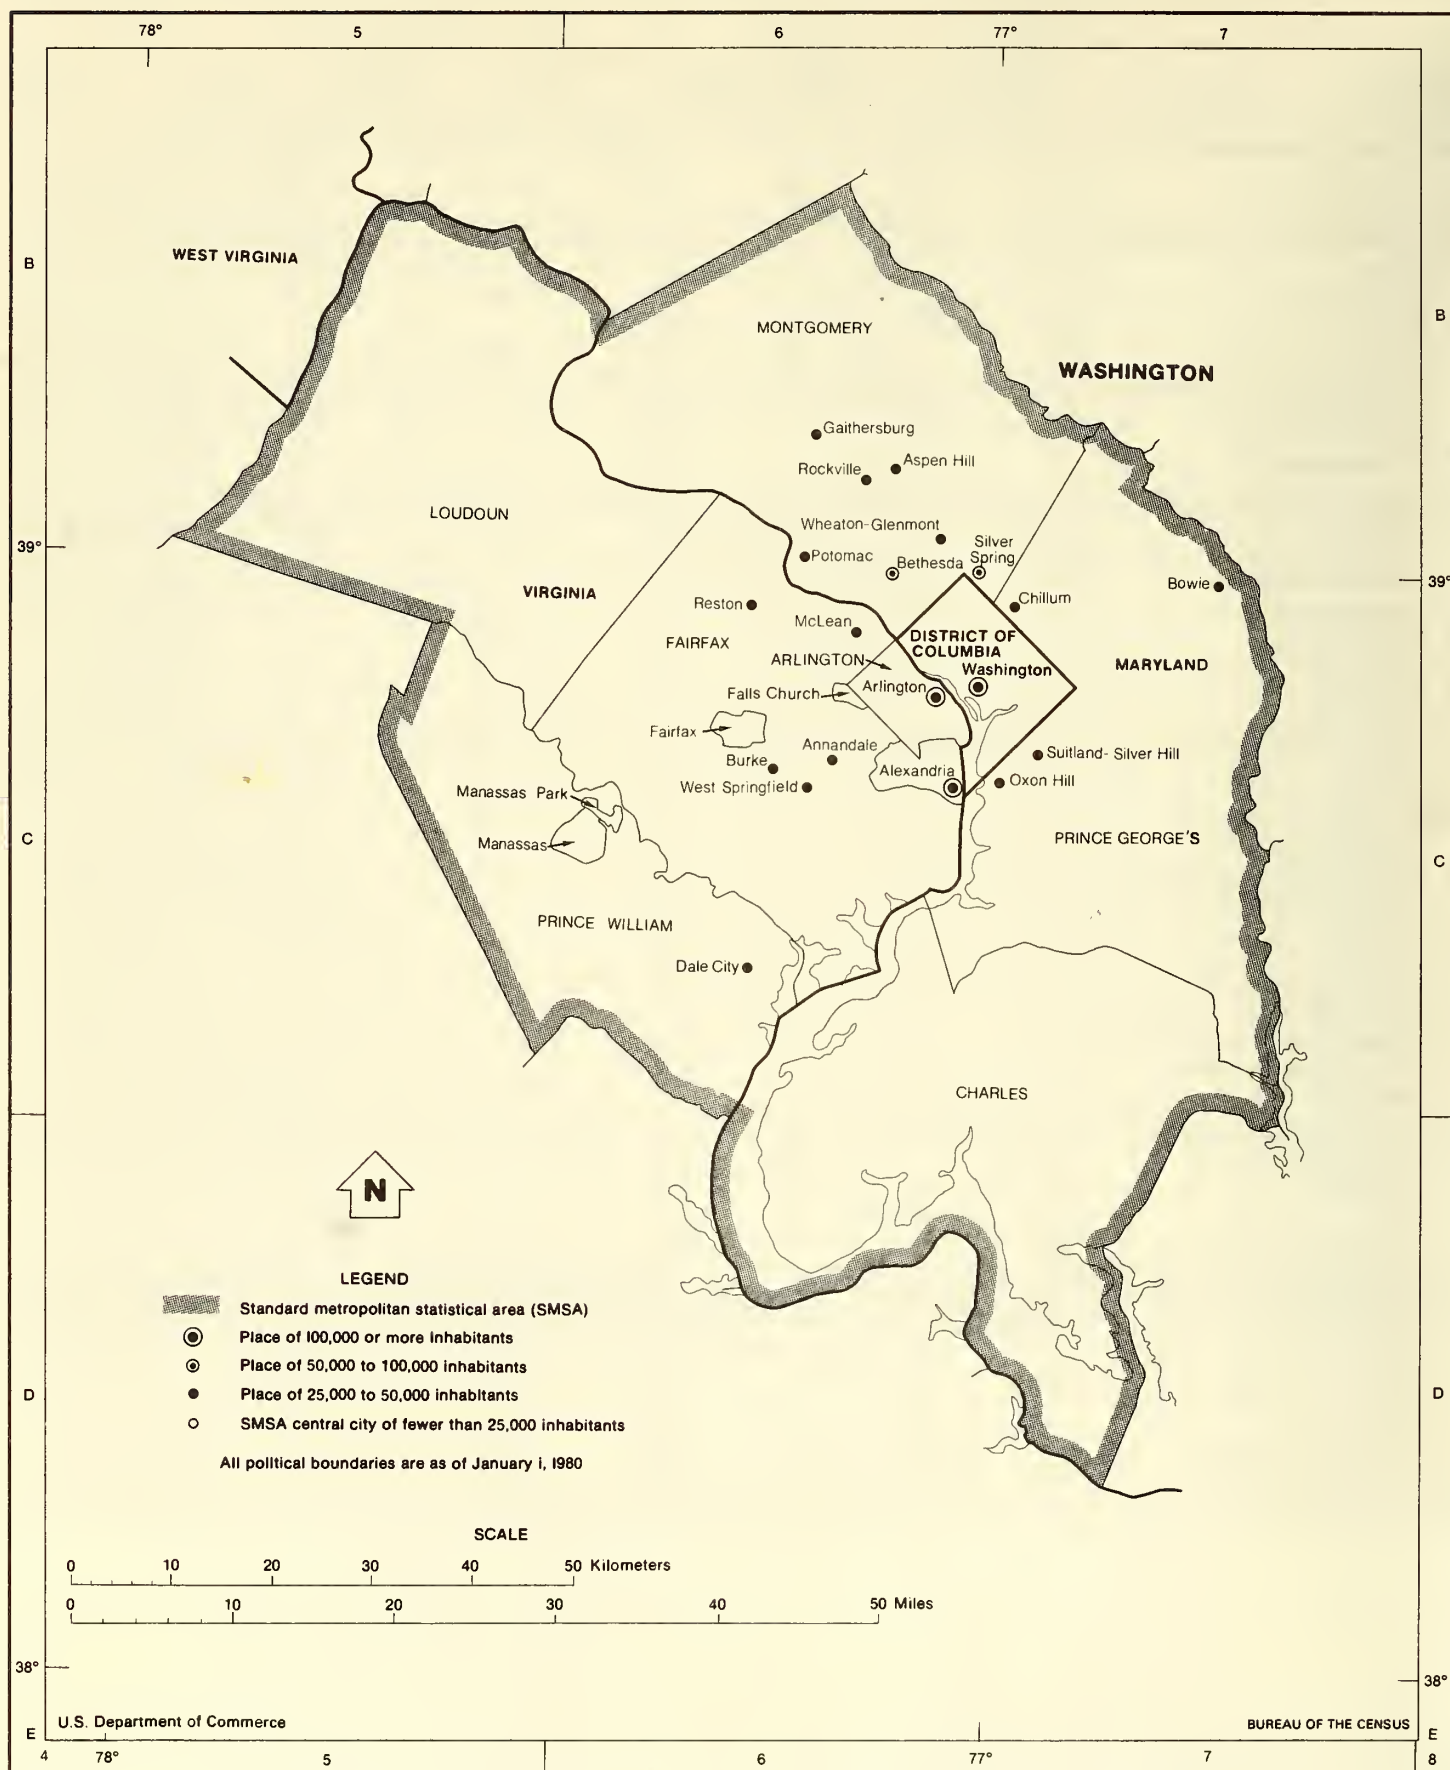 78° 5 6 77° 7
WEST VIRGINIA
B
B
MONTGOMERY
WASHINGTON
Gaithersburg
Aspen Hill
Rockville
LOUDOUN
Wheaton-Glenmont
Silver
Spring
39°
Potomac
Bethesda
39°
Bowie
VIRGINIA
Reston
Chillum
McLean
FAIRFAX
DISTRICT OF
COLUMBIA
ARLINGTON
MARYLAND
Washington
Falls Church
Arlington
Fairfax
Annandale
Suitland-Silver Hill
Burke
Alexandria
West Springfield
Oxon Hill
Manassas Park
C
PRINCE GEORGE'S
Manassas
C
PRINCE WILLIAM
Dale City
CHARLES
N
LEGEND
Standard metropolitan statistical area (SMSA)
Place of 100,000 or more inhabitants
Place of 50,000 to 100,000 inhabitants
Place of 25,000 to 50,000 inhabitants
SMSA central city of fewer than 25,000 inhabitants
D
D
All political boundaries are as of January 1, 1980
SCALE
0 10 20 30 40 50 Kilometers
0 10 20 30 40 50 Miles
38°
38°
U.S. Department of Commerce
BUREAU OF THE CENSUS
E
E
4 78° 5 6 77° 7 8